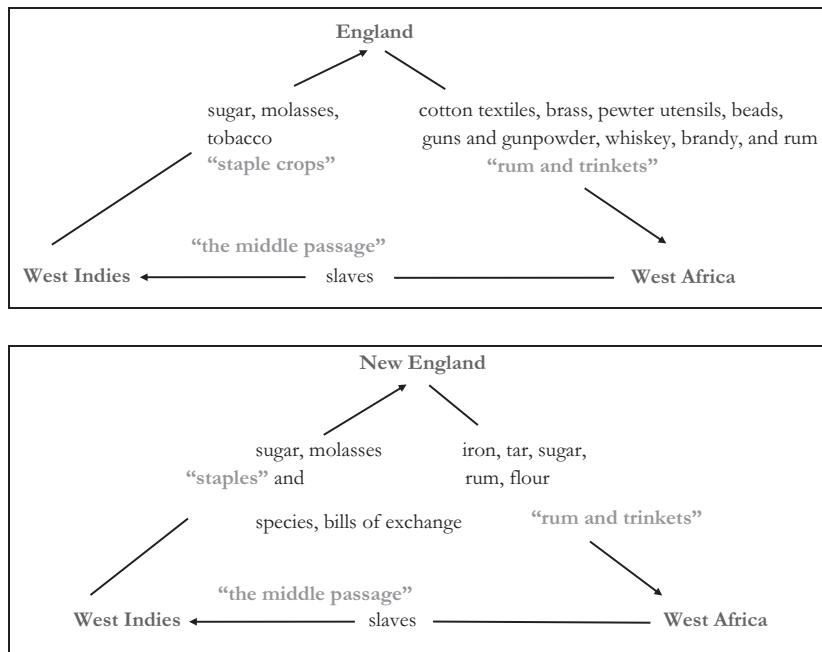 England
sugar, molasses,
tobacco
“staple crops”
cotton textiles, brass, pewter utensils, beads,
guns and gunpowder, whiskey, brandy, and rum
“rum and trinkets”
“the middle passage”
West Indies
slaves
West Africa
New England
sugar, molasses
“staples” and
species, bills of exchange
iron, tar, sugar,
rum, flour
“rum and trinkets”
“the middle passage”
West Indies
slaves
West Africa